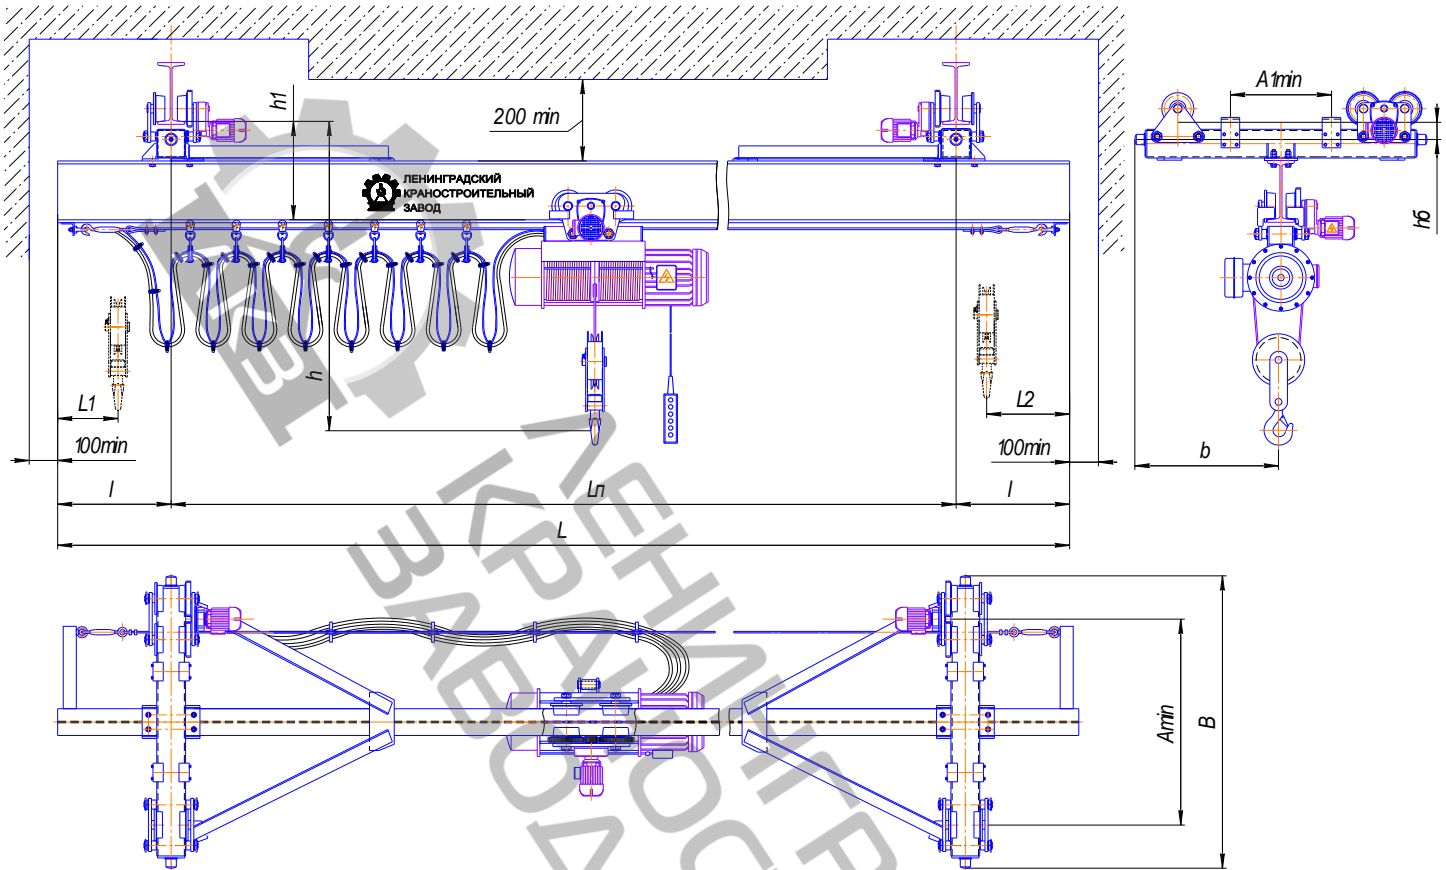 h1
200 min
A1min
ЛЕНИНГРАДСКИЙ
КРАНОСТРОИТЕЛЬНЫЙ
ЗАВОД
hб
h
L1
L2
100min
100min
b
l
Lп
l
L
Amin
B